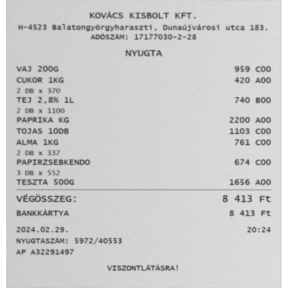 KOVÁCS KISBOLT KFT.
H-4523 Balatongyörgyharaszti, Dunaújvárosi utca 183.
ADÓSZÁM: 17177030-2-28
NYUGTA
VAJ 200G 959 C00
CUKOR 1KG 420 A00
2 DB x 370
TEJ 2,8% 1L 740 B00
2 DB x 1100
PAPRIKA KG 2200 A00
TOJAS 10DB 1103 C00
ALMA 1KG 761 C00
2 DB x 337
PAPIRZSEBKENDO 674 C00
3 DB x 552
TESZTA 500G 1656 A00
VÉGÖSSZEG: 8 413 Ft
BANKKÁRTYA 8 413 Ft
2024.02.29. 20:24
NYUGTASZÁM: 5972/40553
AP A32291497
VISZONTLÁTÁSRA!